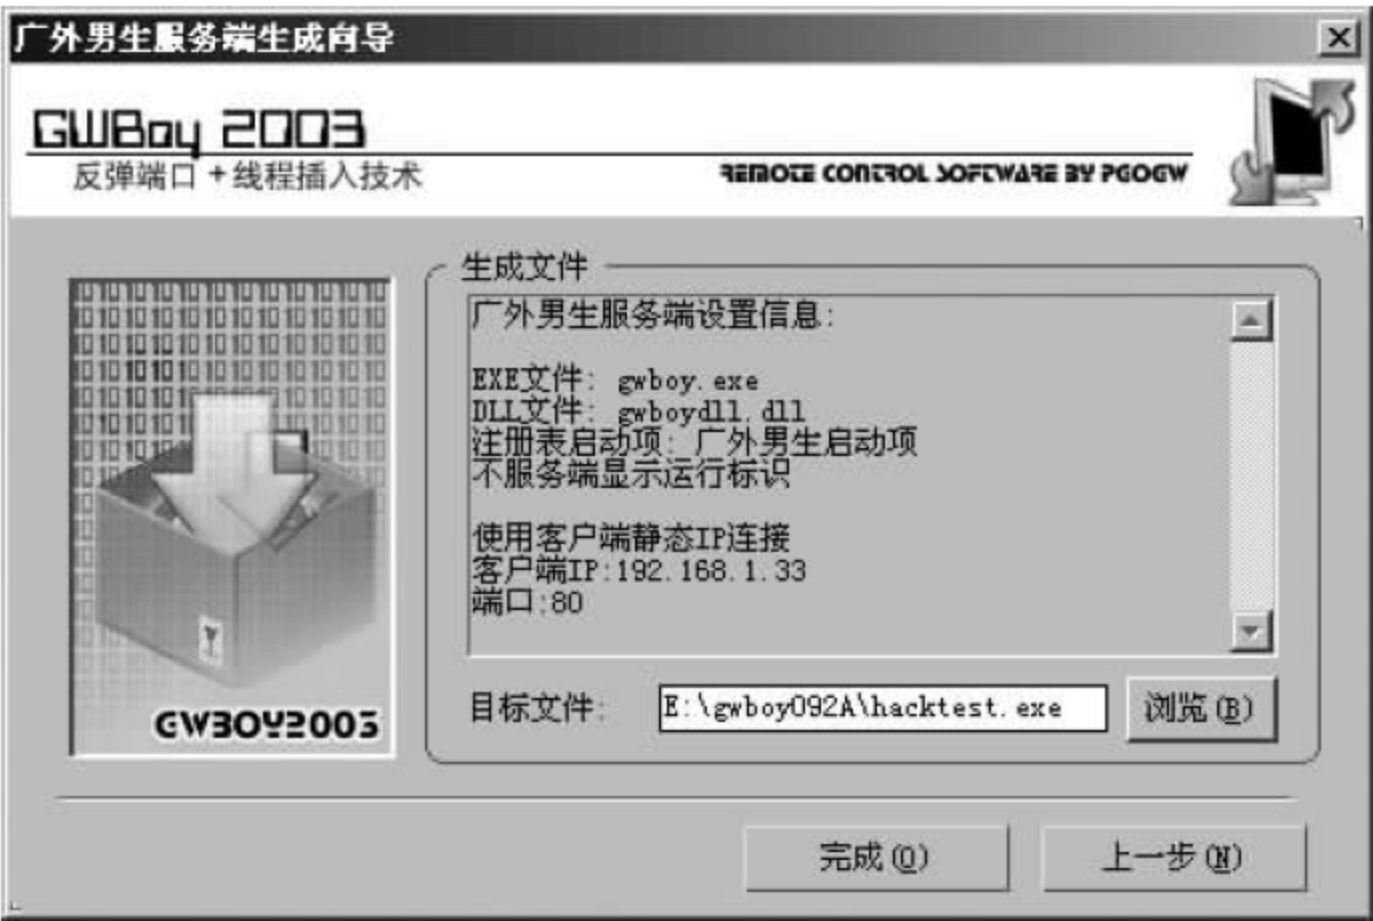 广外男生服务端生成向导
GWBoy 2003
反弹端口+线程插入技术
REMOTE CONTROL SOFTWARE BY PGOGW
生成文件
广外男生服务端设置信息:
EXE文件: gwboy.exe
DLL文件: gwboydll.dll
注册表启动项: 广外男生启动项
不服务端显示运行标识
使用客户端静态IP连接
客户端IP:192.168.1.33
端口:80
GWBOY2003
目标文件: E:\gwboy092A\hacktest.exe 浏览(B)
完成(O) 上一步(N)